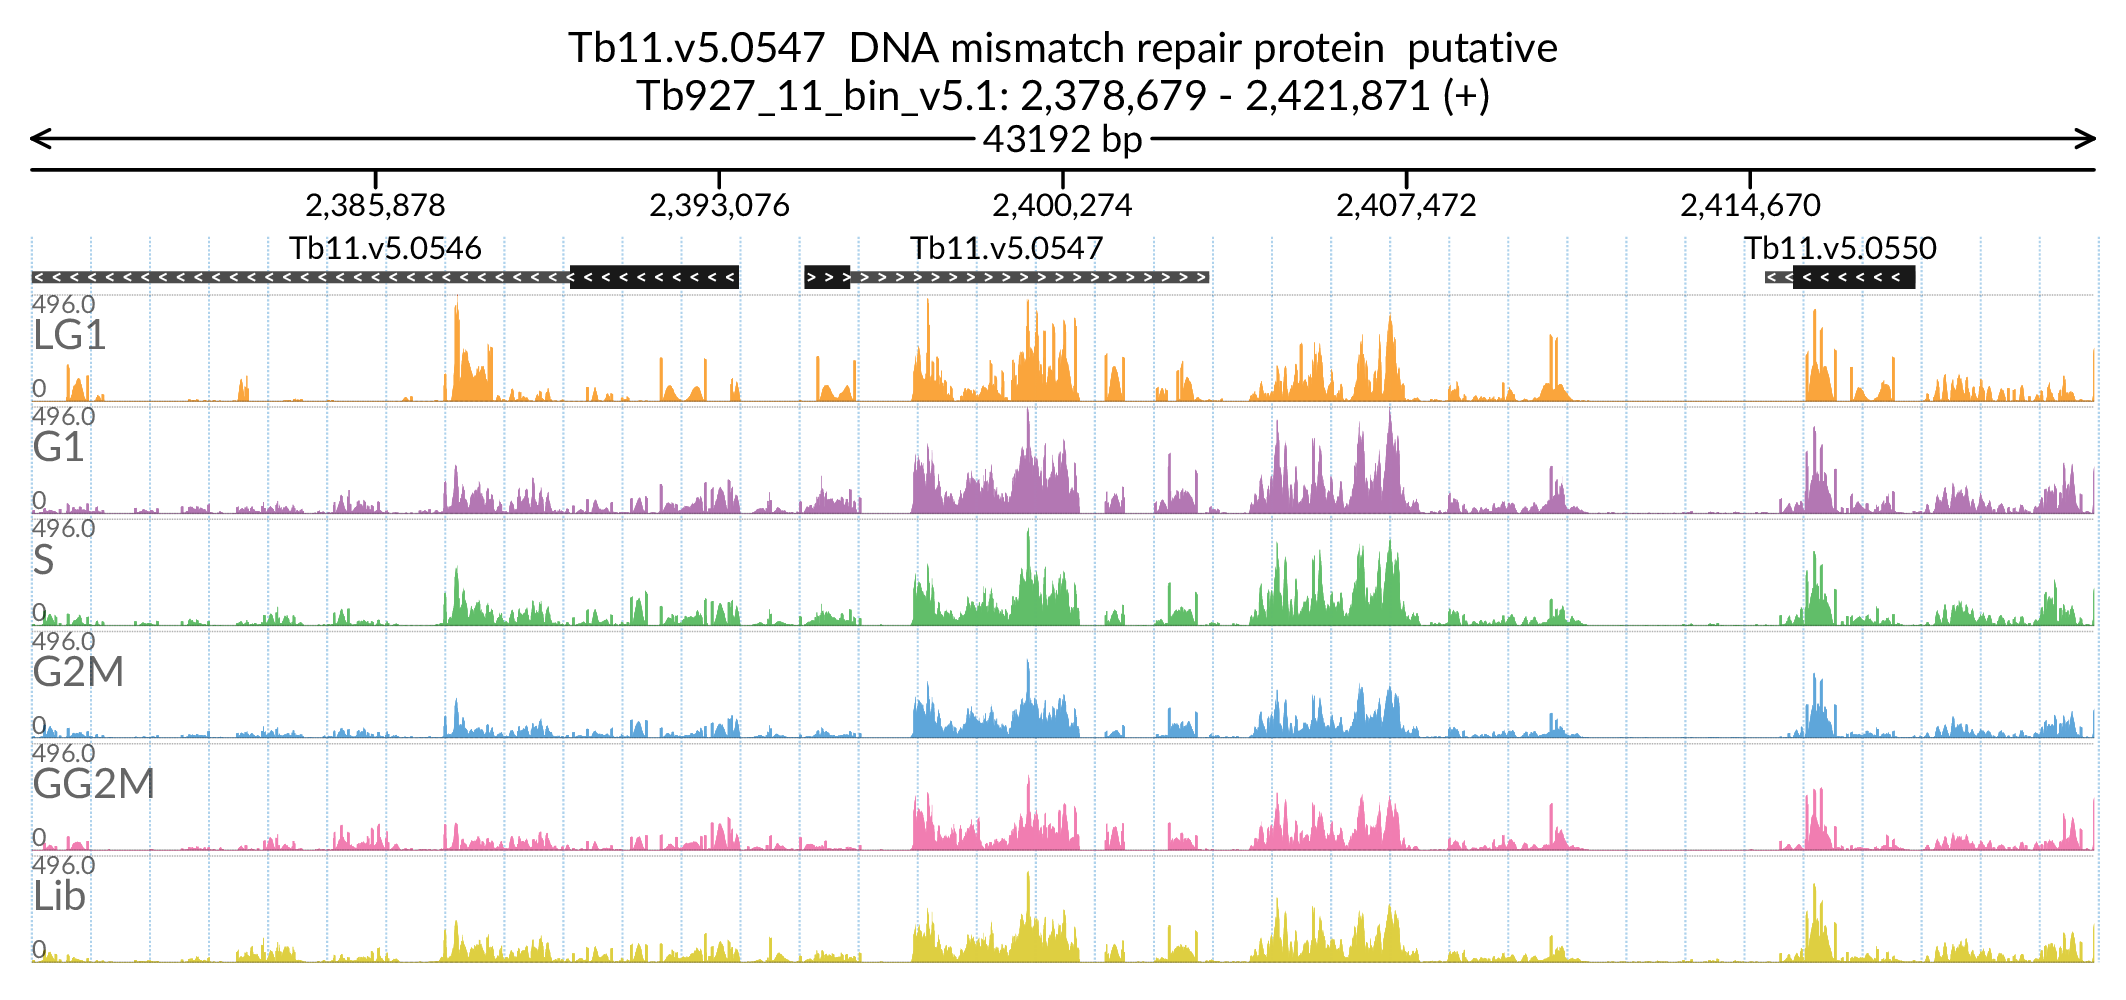 Tb11.v5.0547  DNA mismatch repair protein  putative
Tb927_11_bin_v5.1: 2,378,679 - 2,421,871 (+)
43192 bp
2,385,878 2,393,076 2,400,274 2,407,472 2,414,670
Tb11.v5.0546 Tb11.v5.0547 Tb11.v5.0550
496.0
LG1
0
496.0
G1
0
496.0
S
0
496.0
G2M
0
496.0
GG2M
0
496.0
Lib
0